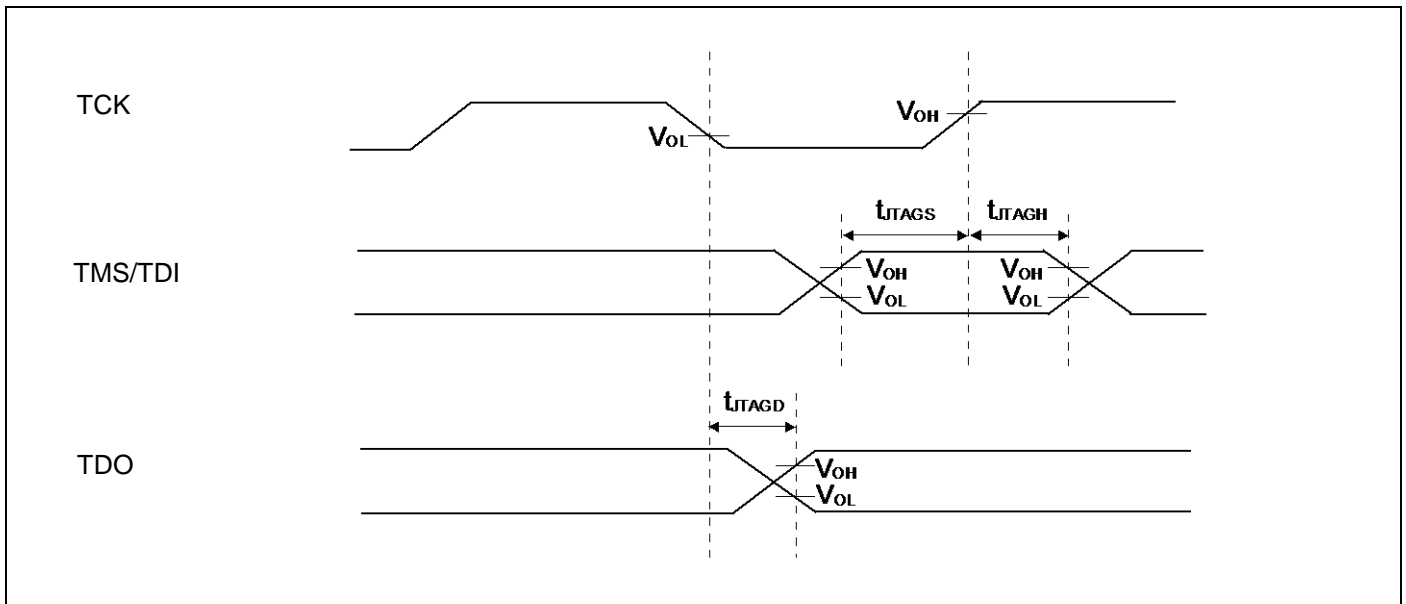 TCK
VOL
VOH
tJTAGS tJTAGH
TMS/TDI
VOH VOH
VOL VOL
tJTAGD
TDO
VOH
VOL